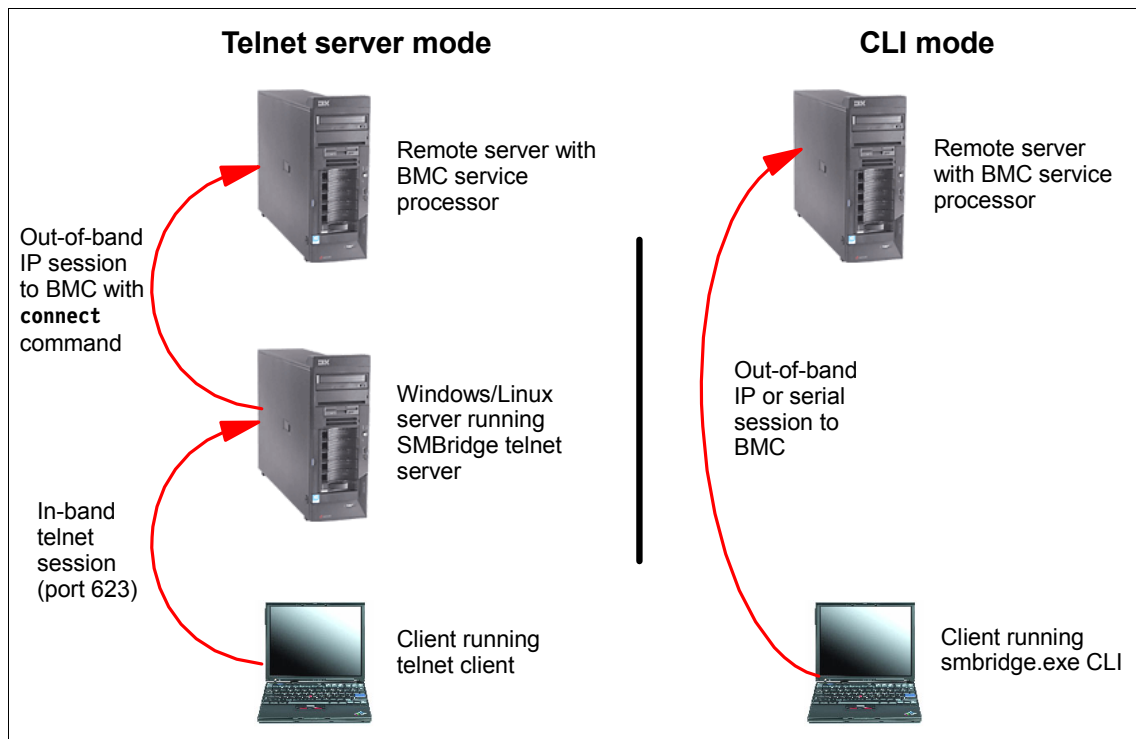 Telnet server mode
CLI mode
Remote server with
BMC service
processor
Out-of-band
IP session
to BMC with
connect
command
Windows/Linux
server running
SMBridge telnet
server
In-band
telnet
session
(port 623)
Client running
telnet client
Remote server
with BMC service
processor
Out-of-band
IP or serial
session to
BMC
Client running
smbridge.exe CLI
IBM
IBM
IBM